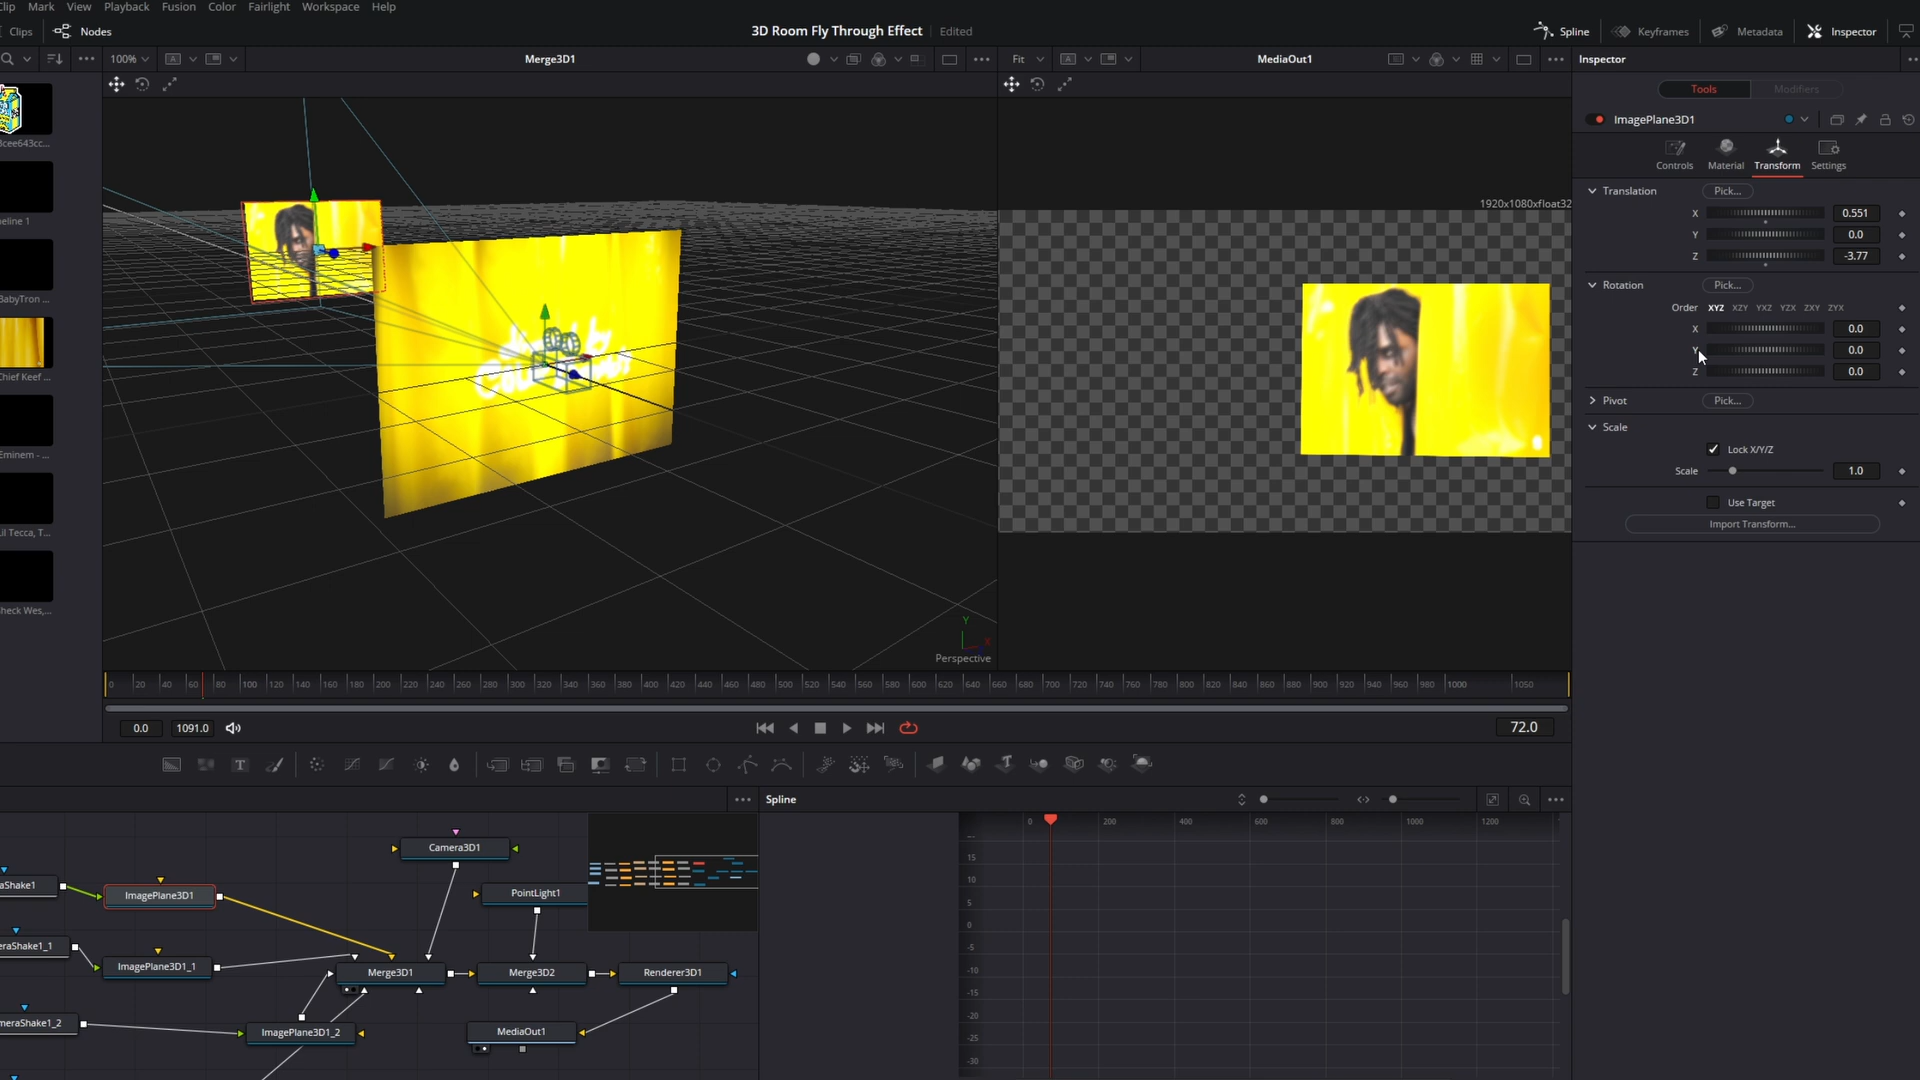 Clip Mark View Playback Fusion Color Fairlight Workspace Help
Clips Nodes 3D Room Fly Through Effect Edited Spline Keyframes Metadata Inspector
100% Merge3D1 Fit MediaOut1 Inspector
Tools Modifiers
ImagePlane3D1
Controls Material Transform Settings
Translation Pick...
X 0.551
Y 0.0
Z -3.77
Rotation Pick...
Order XYZ XZY YXZ YZX ZXY ZYX
X 0.0
Y 0.0
Z 0.0
Pivot Pick...
Scale
Lock X/Y/Z
Scale 1.0
Use Target
Import Transform...
3cee643cc...
eline 1
BabyTron ...
Chief Keef ...
Eminem - ...
Lil Tecca, T...
heck Wes,...
1920x1080xfloat32
Y
X
Perspective
0 20 40 60 80 100 120 140 160 180 200 220 240 260 280 300 320 340 360 380 400 420 440 460 480 500 520 540 560 580 600 620 640 660 680 700 720 740 760 780 800 820 840 860 880 900 920 940 960 980 1000 1050
0.0 1091.0 72.0
Spline
0 200 400 600 800 1000 1200
15
10
5
0
-5
-10
-15
-20
-25
-30
Camera3D1
aShake1 ImagePlane3D1 PointLight1
eraShake1_1 ImagePlane3D1_1 Merge3D1 Merge3D2 Renderer3D1
meraShake1_2 ImagePlane3D1_2 MediaOut1